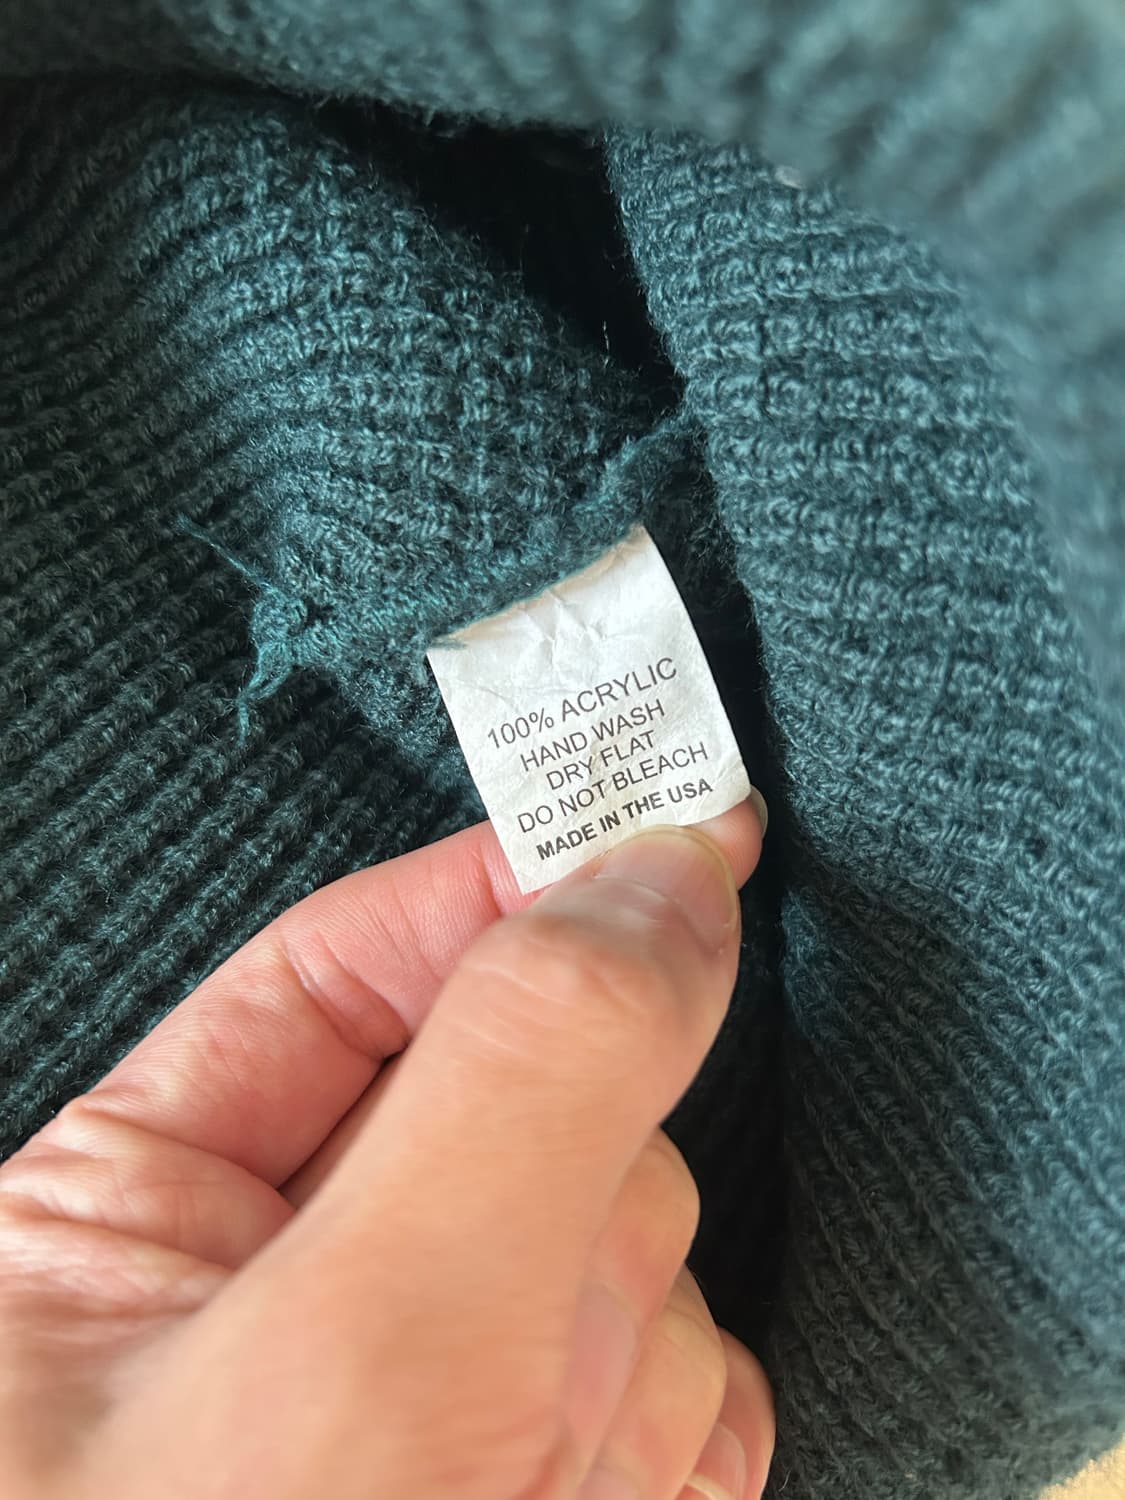 100% ACRYLIC
HAND WASH
DRY FLAT
DO NOT BLEACH
MADE IN THE USA